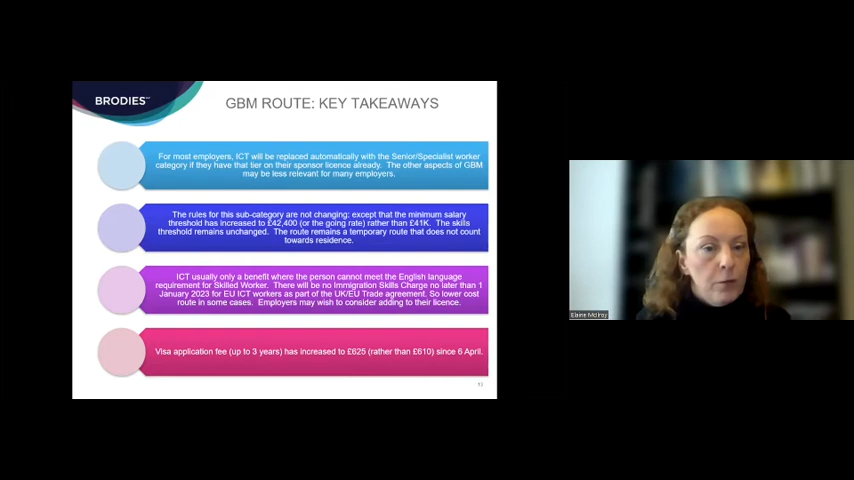 BRODIES LLP
GBM ROUTE: KEY TAKEAWAYS
For most employers, ICT will be replaced automatically with the Senior/Specialist worker
category if they have that tier on their sponsor licence already. The other aspects of GBM
may be less relevant for many employers.
The rules for this sub-category are not changing: except that the minimum salary
threshold has increased to £42,400 (or the going rate) rather than £41K. The skills
threshold remains unchanged. The route remains a temporary route that does not count
towards residence.
ICT usually only a benefit where the person cannot meet the English language
requirement for Skilled Worker. There will be no Immigration Skills Charge no later than 1
January 2023 for EU ICT workers as part of the UK/EU Trade agreement. So lower cost
route in some cases. Employers may wish to consider adding to their licence.
Visa application fee (up to 3 years) has increased to £625 (rather than £610) since 6 April.
Elaine McIlroy